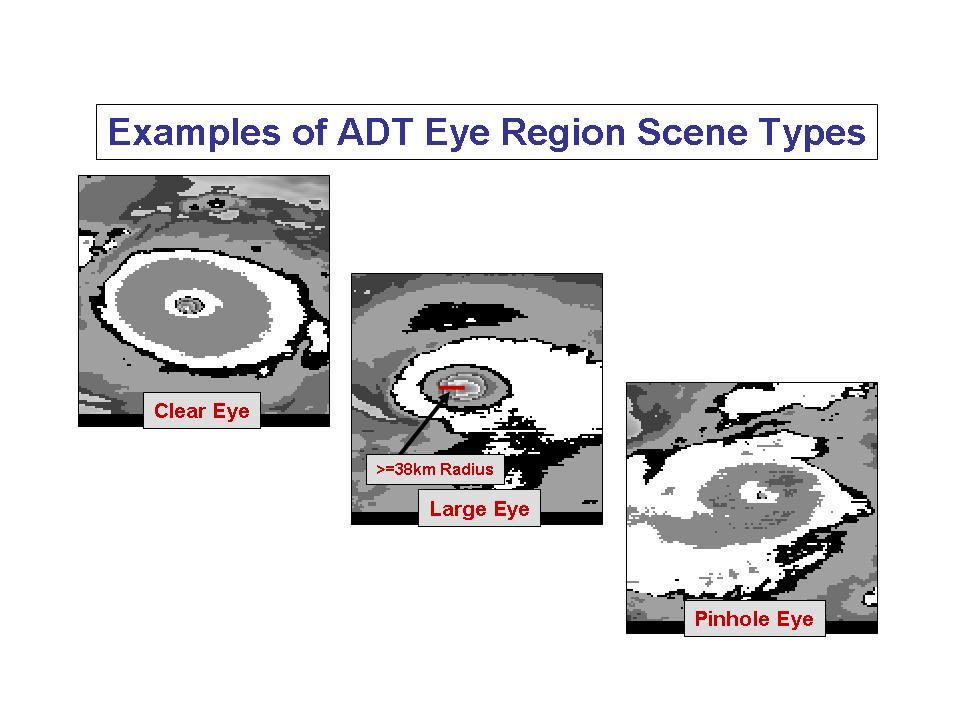 Examples of ADT Eye Region Scene Types
Clear Eye
>=38km Radius
Large Eye
Pinhole Eye